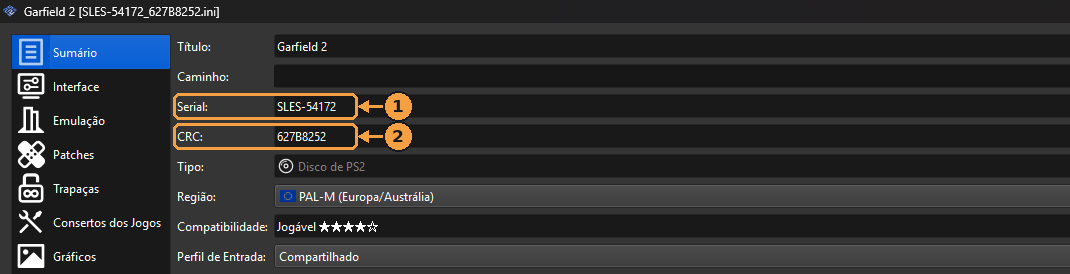 Garfield 2 [SLES-54172_627B8252.ini]
Sumário
Interface
Emulação
Patches
Trapaças
Consertos dos Jogos
Gráficos
Título: Garfield 2
Caminho:
Serial: SLES-54172 1
CRC: 627B8252 2
Tipo: Disco de PS2
Região: PAL-M (Europa/Austrália)
Compatibilidade: Jogável ★★★★☆
Perfil de Entrada: Compartilhado